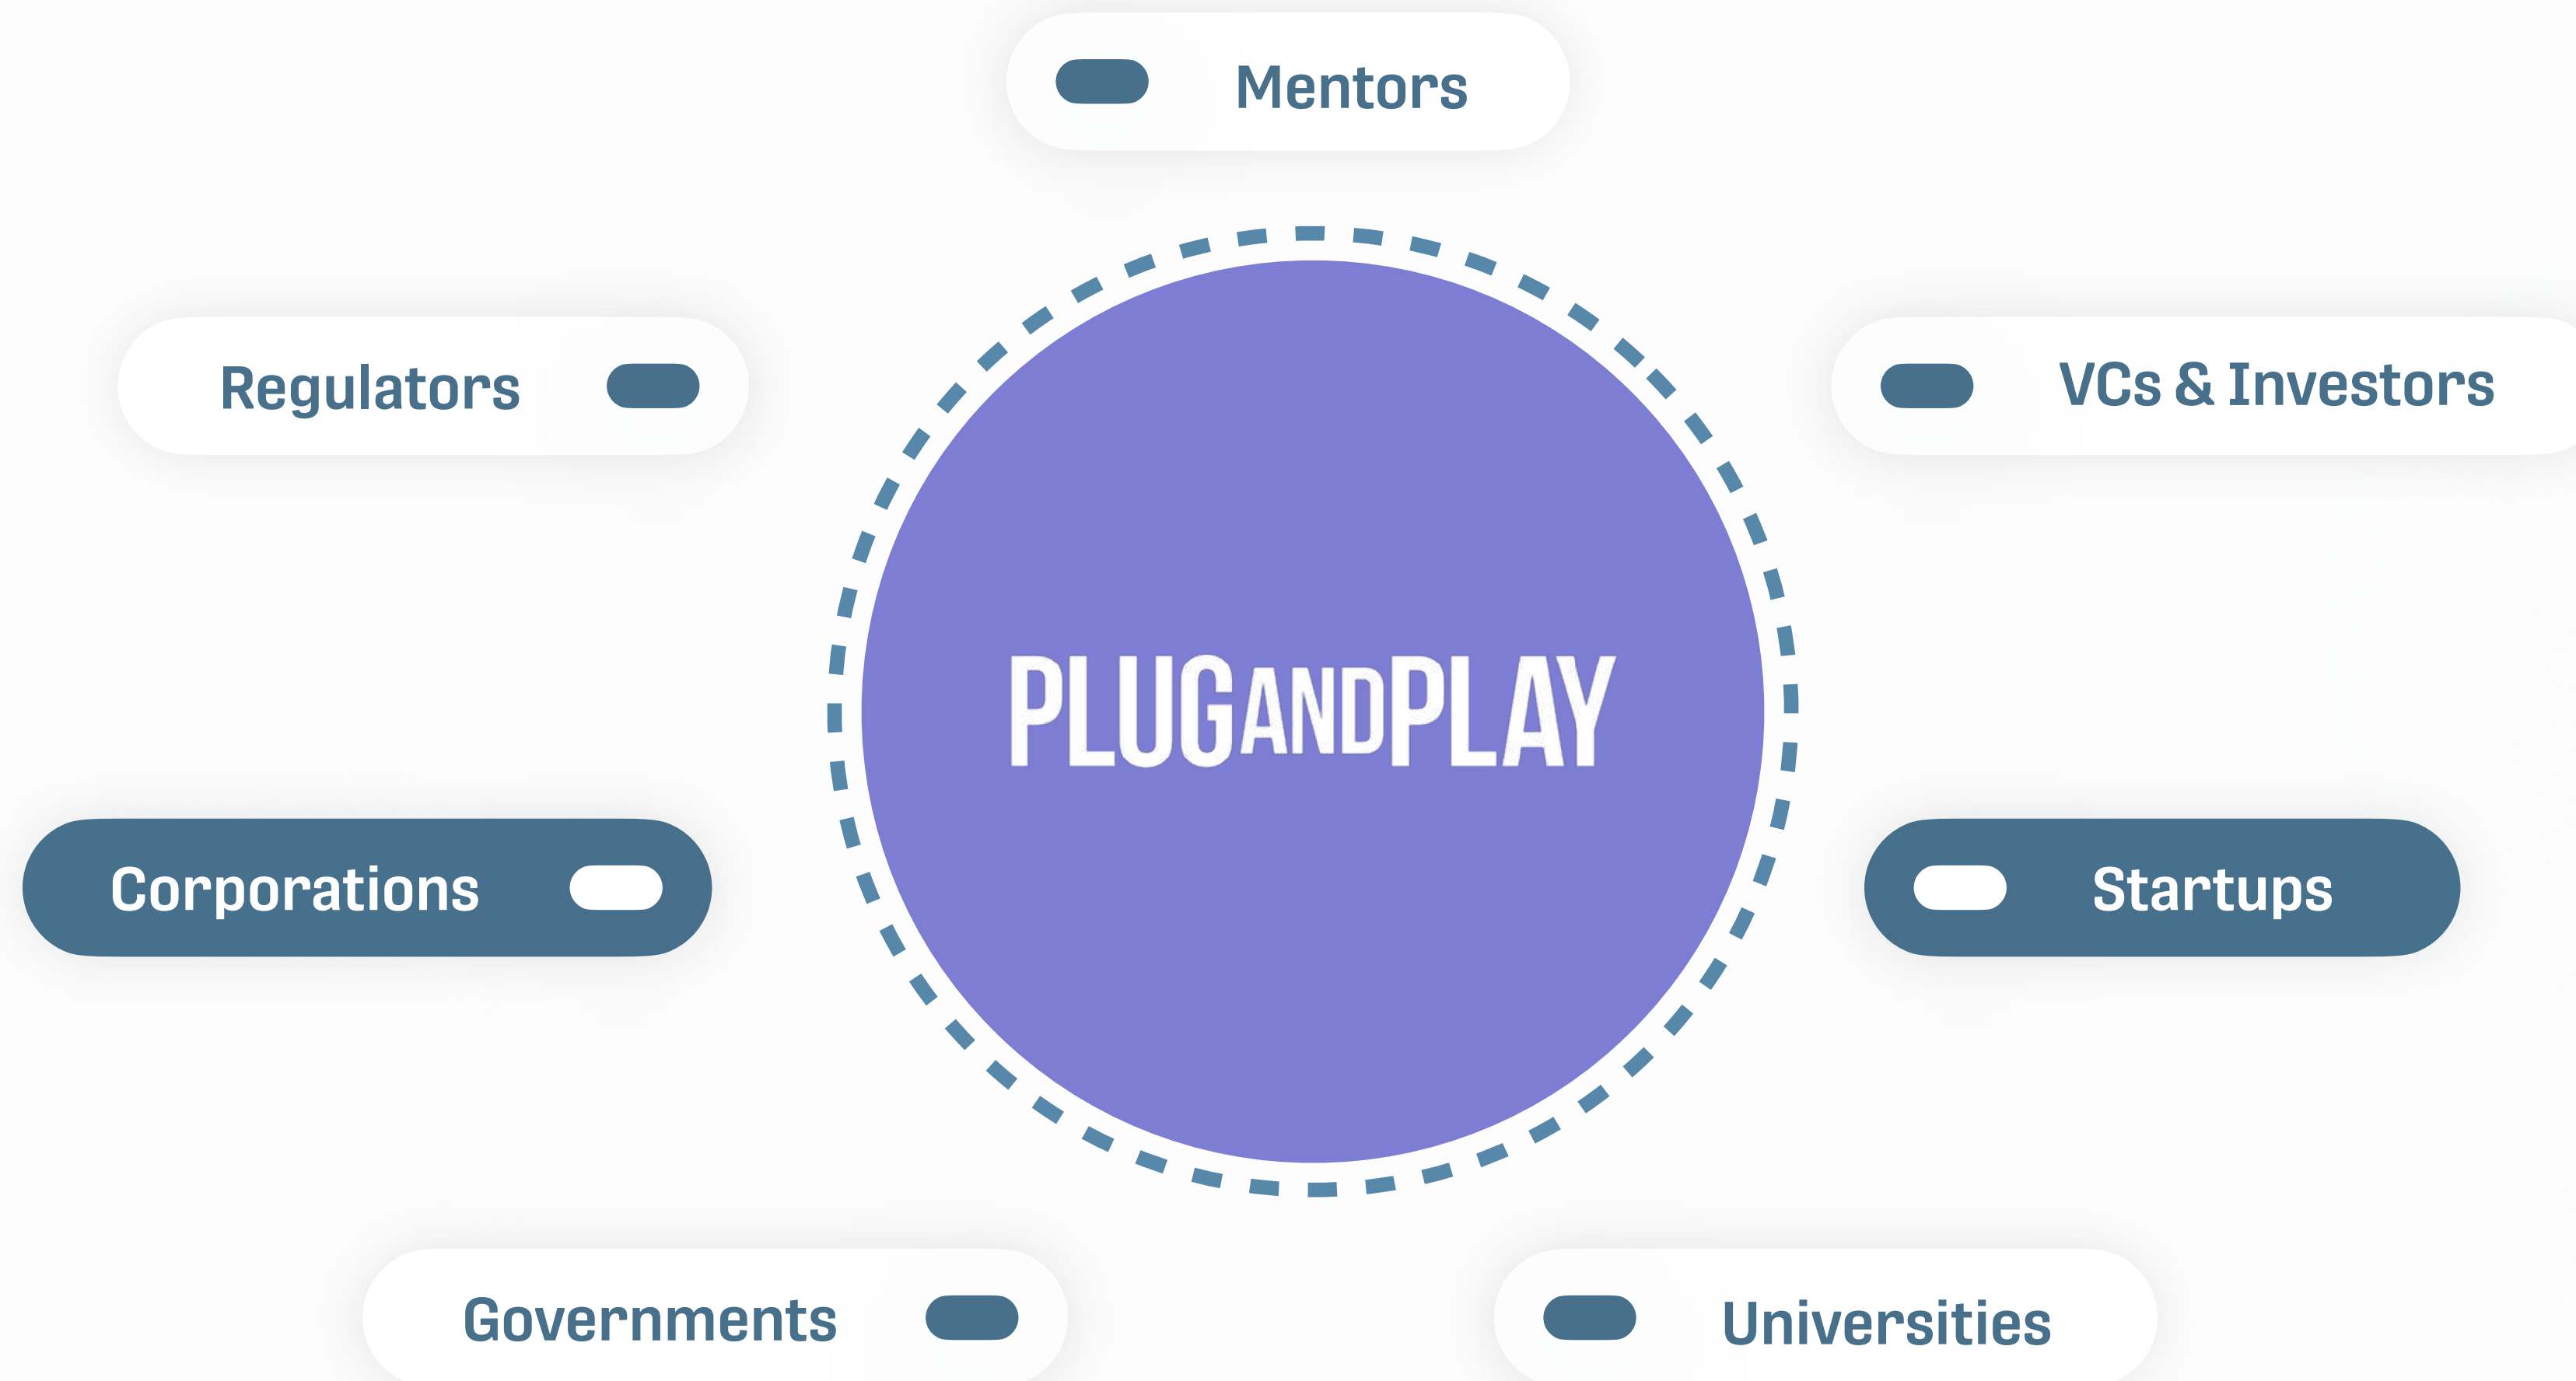 Mentors
Regulators
VCs & Investors
PLUGANDPLAY
Corporations
Startups
Governments
Universities